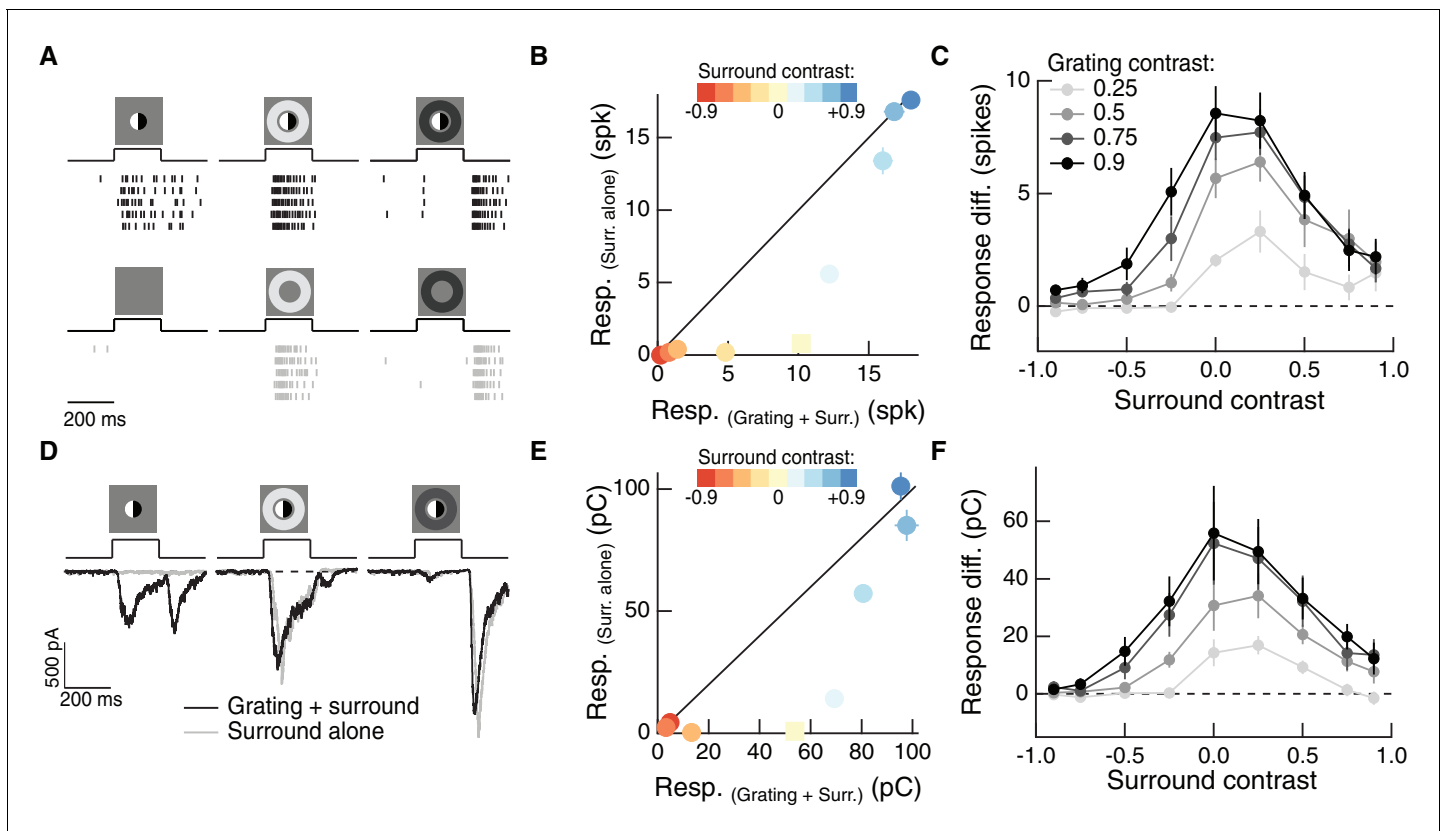 A
200 ms
B
Surround contrast:
-0.9 0 +0.9
Resp. (Surr. alone) (spk)
15
10
5
0
0 5 10 15
Resp. (Grating + Surr.) (spk)
C
Grating contrast:
0.25
0.5
0.75
0.9
Response diff. (spikes)
10
5
0
-1.0 -0.5 0.0 0.5 1.0
Surround contrast
D
500 pA
200 ms
Grating + surround
Surround alone
E
Surround contrast:
-0.9 0 +0.9
Resp. (Surr. alone) (pC)
100
50
0
0 20 40 60 80 100
Resp. (Grating + Surr.) (pC)
F
Response diff. (pC)
60
40
20
0
-1.0 -0.5 0.0 0.5 1.0
Surround contrast